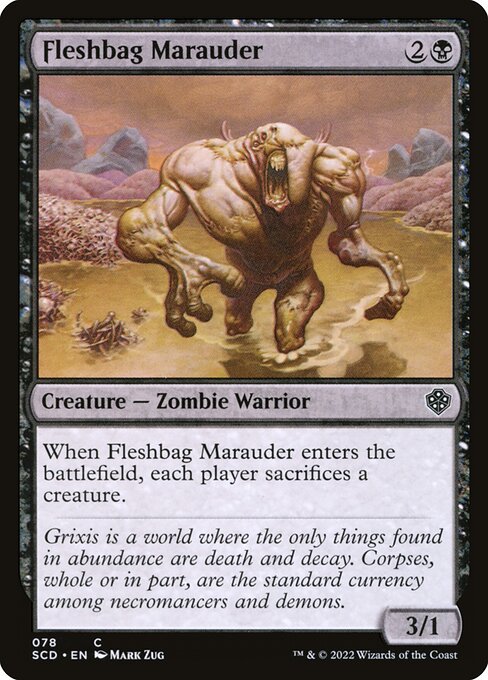 Fleshbag Marauder 2
Creature — Zombie Warrior
When Fleshbag Marauder enters the
battlefield, each player sacrifices a
creature.
Grixis is a world where the only things found
in abundance are death and decay. Corpses,
whole or in part, are the standard currency
among necromancers and demons.
3/1
078 C
SCD • EN Mark Zug
™ & © 2022 Wizards of the Coast